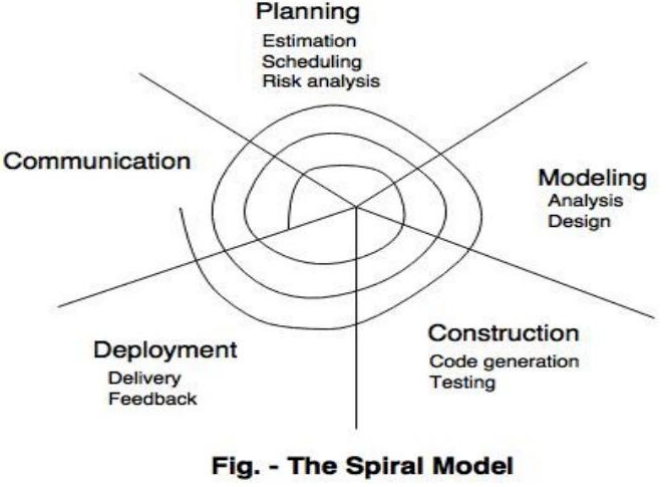 Planning
Estimation
Scheduling
Risk analysis
Communication
Modeling
Analysis
Design
Construction
Code generation
Testing
Deployment
Delivery
Feedback
Fig. - The Spiral Model